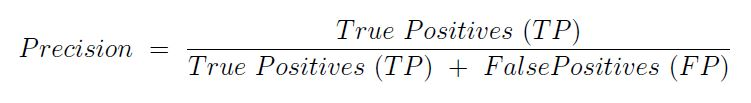 Precision = True Positives (TP)
True Positives (TP) + FalsePositives (FP)